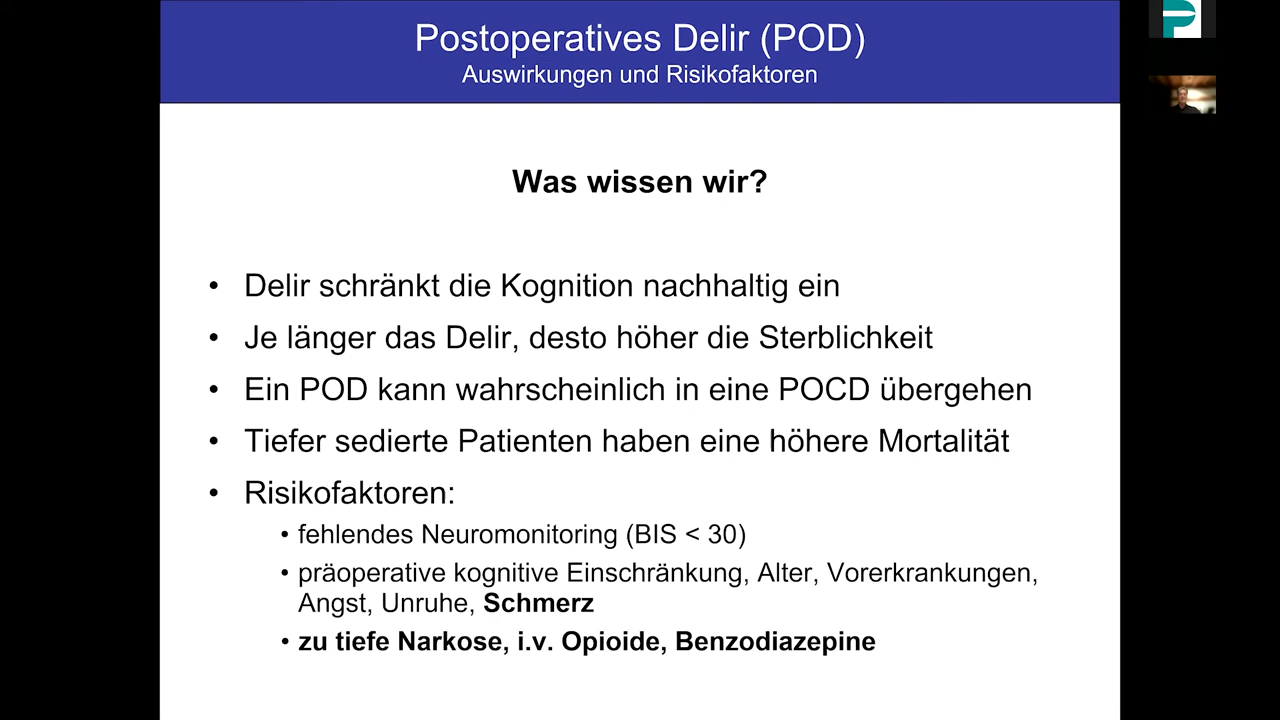 Postoperatives Delir (POD)
Auswirkungen und Risikofaktoren
Was wissen wir?
• Delir schränkt die Kognition nachhaltig ein
• Je länger das Delir, desto höher die Sterblichkeit
• Ein POD kann wahrscheinlich in eine POCD übergehen
• Tiefer sedierte Patienten haben eine höhere Mortalität
• Risikofaktoren:
• fehlendes Neuromonitoring (BIS < 30)
• präoperative kognitive Einschränkung, Alter, Vorerkrankungen,
Angst, Unruhe, Schmerz
• zu tiefe Narkose, i.v. Opioide, Benzodiazepine